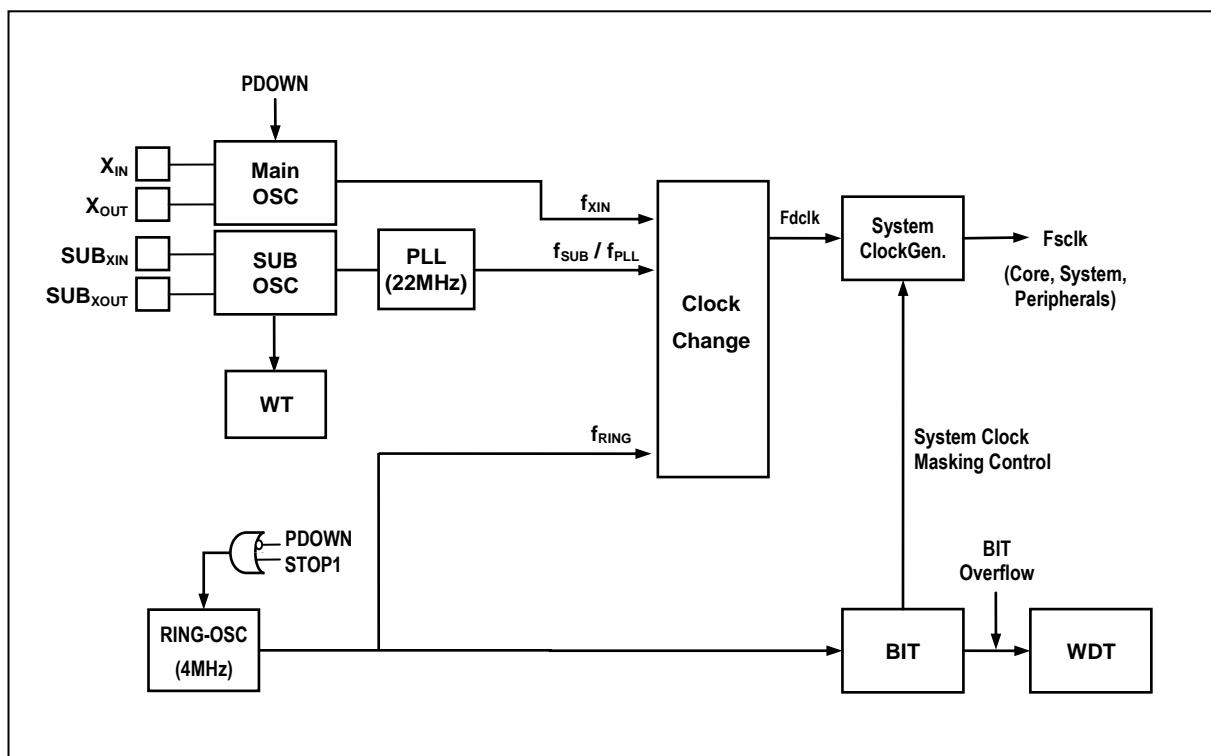 PDOWN
XIN
XOUT
Main
OSC
fXIN
SUBXIN
SUBXOUT
SUB
OSC
PLL
(22MHz)
fSUB / fPLL
Clock
Change
Fdclk
System
ClockGen.
Fsclk
(Core, System,
Peripherals)
WT
fRING
System Clock
Masking Control
PDOWN
STOP1
RING-OSC
(4MHz)
BIT
BIT
Overflow
WDT